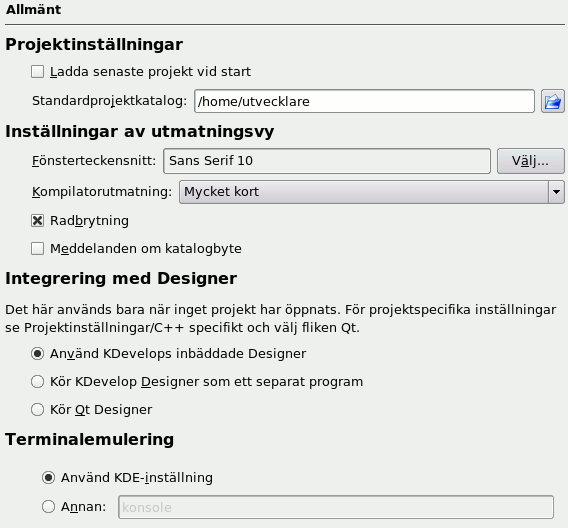 Allmänt
Projektinställningar
Ladda senaste projekt vid start
Standardprojektkatalog: /home/utvecklare
Inställningar av utmatningsvy
Fönsterteckensnitt: Sans Serif 10 Välj...
Kompilatorutmatning: Mycket kort
Radbrytning
Meddelanden om katalogbyte
Integrering med Designer
Det här används bara när inget projekt har öppnats. För projektspecifika inställningar
se Projektinställningar/C++ specifikt och välj fliken Qt.
Använd KDevelops inbäddade Designer
Kör KDevelop Designer som ett separat program
Kör Qt Designer
Terminalemulering
Använd KDE-inställning
Annan: konsole